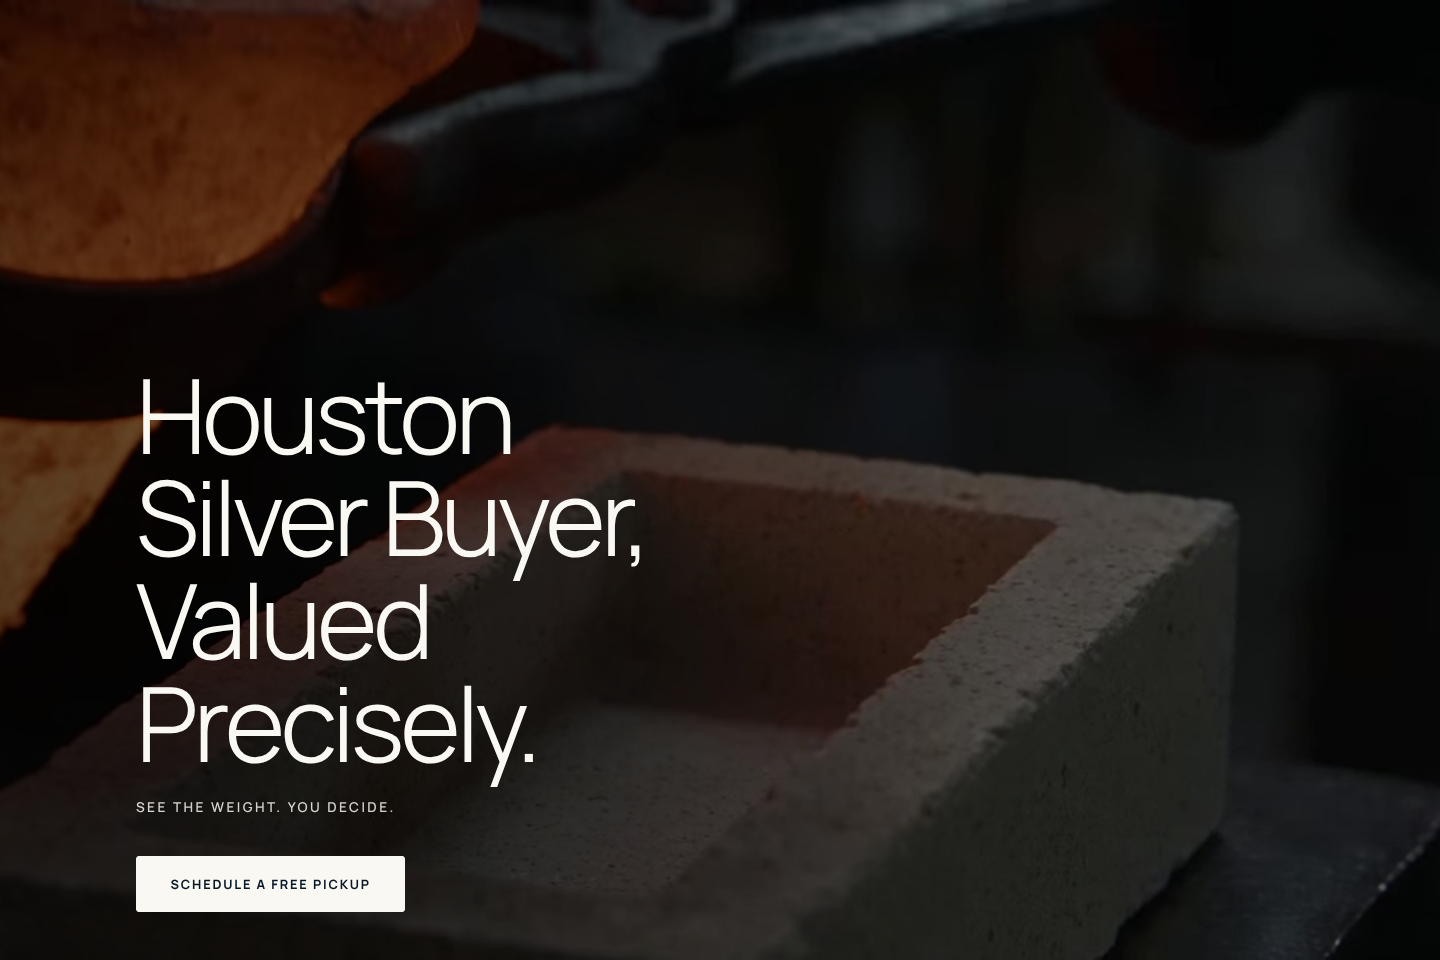 Houston
Silver Buyer,
Valued
Precisely.
SEE THE WEIGHT. YOU DECIDE.
SCHEDULE A FREE PICKUP